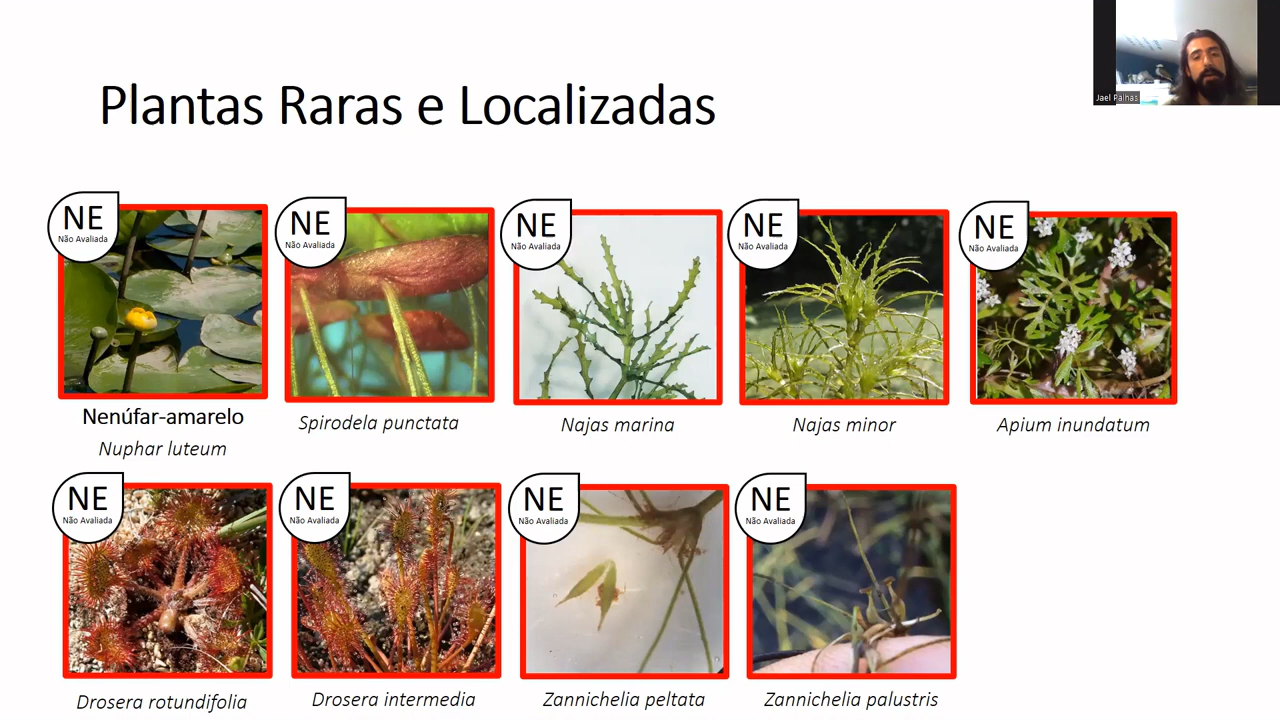 Jael Palhas
Plantas Raras e Localizadas
NE
Não Avaliada
NE
Não Avaliada
NE
Não Avaliada
NE
Não Avaliada
NE
Não Avaliada
Nenúfar-amarelo
Nuphar luteum
Spirodela punctata
Najas marina
Najas minor
Apium inundatum
NE
Não Avaliada
NE
Não Avaliada
NE
Não Avaliada
NE
Não Avaliada
Drosera rotundifolia
Drosera intermedia
Zannichelia peltata
Zannichelia palustris